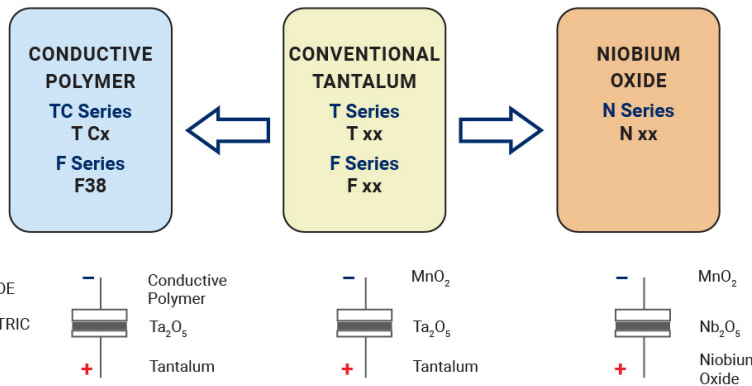 CONDUCTIVE
POLYMER
TC Series
T Cx
F Series
F38
CONVENTIONAL
TANTALUM
T Series
T xx
F Series
F xx
NIOBIUM
OXIDE
N Series
N xx
DE
TRIC
−
Conductive
Polymer
Ta₂O₅
+
Tantalum
−
MnO₂
Ta₂O₅
+
Tantalum
−
MnO₂
Nb₂O₅
+
Niobium
Oxide